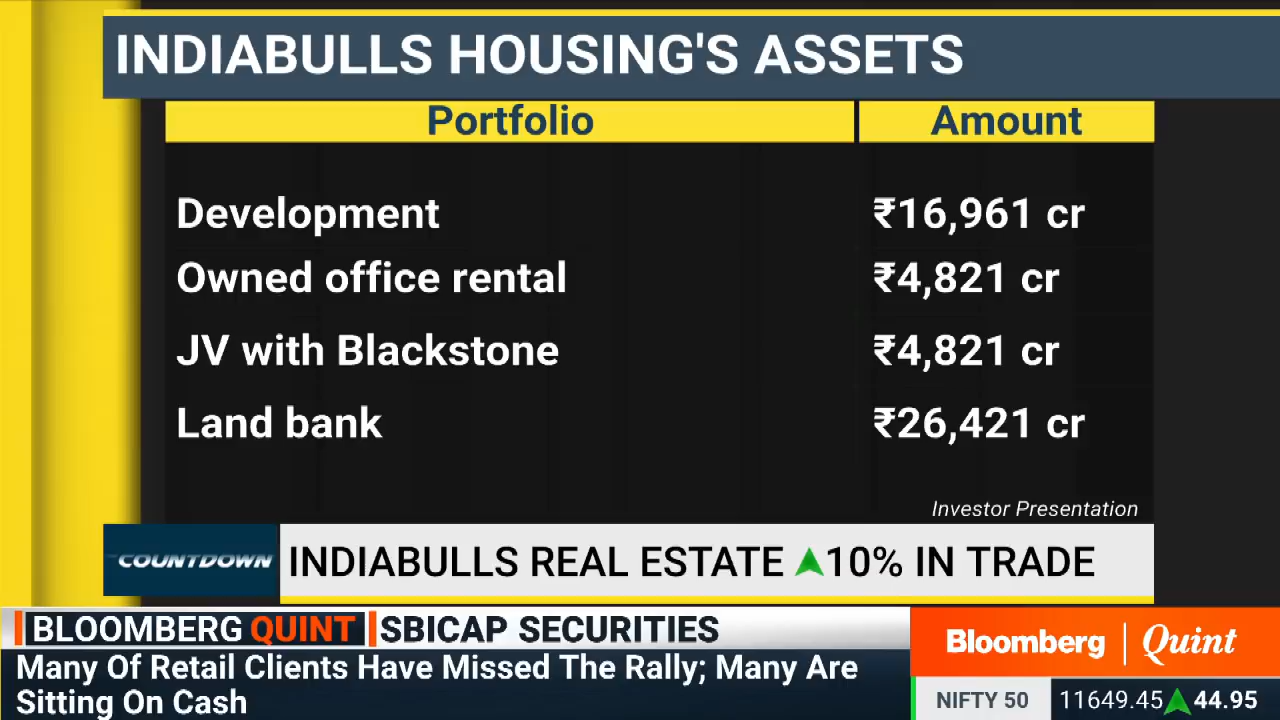 INDIABULLS HOUSING'S ASSETS
Portfolio Amount
Development ₹16,961 cr
Owned office rental ₹4,821 cr
JV with Blackstone ₹4,821 cr
Land bank ₹26,421 cr
Investor Presentation
COUNTDOWN INDIABULLS REAL ESTATE ▲10% IN TRADE
BLOOMBERG QUINT SBICAP SECURITIES
Many Of Retail Clients Have Missed The Rally; Many Are
Sitting On Cash
Bloomberg | Quint
NIFTY 50 11649.45 ▲ 44.95